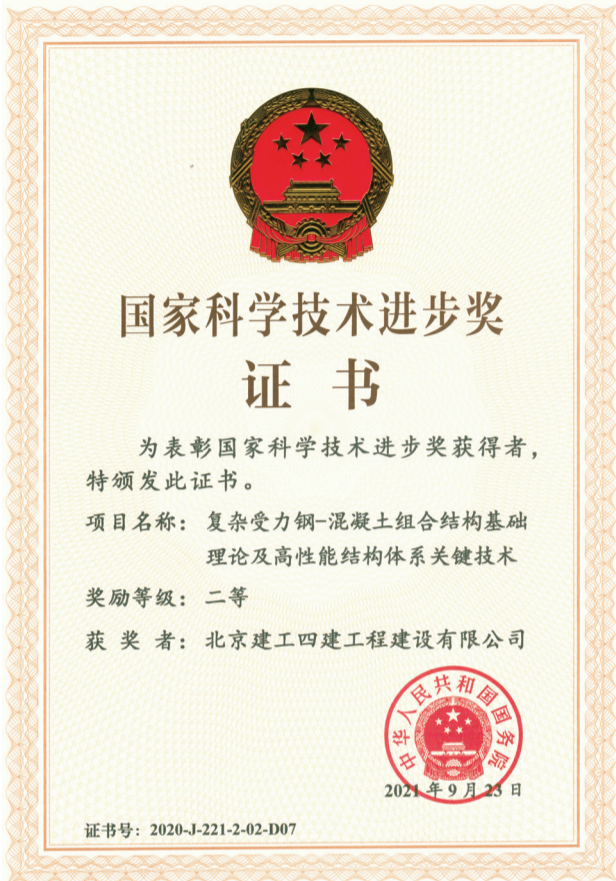 国家科学技术进步奖
证书
为表彰国家科学技术进步奖获得者，
特颁发此证书。
项目名称：复杂受力钢-混凝土组合结构基础
理论及高性能结构体系关键技术
奖励等级：二等
获奖者：北京建工四建工程建设有限公司
中华人民共和国国务院
2021年9月23日
证书号：2020-J-221-2-02-D07